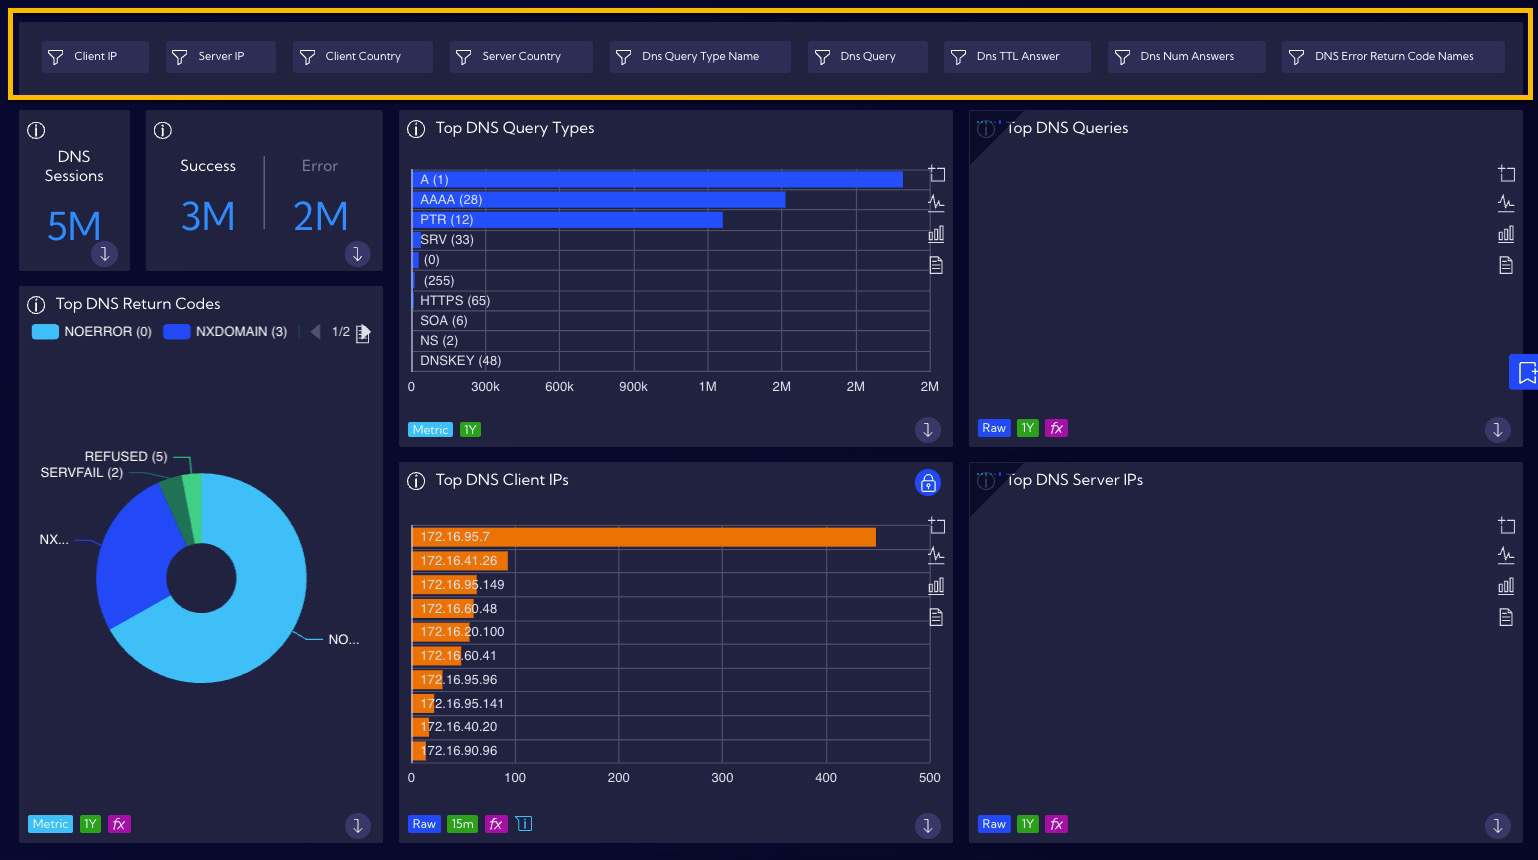 Client IP
Server IP
Client Country
Server Country
Dns Query Type Name
Dns Query
Dns TTL Answer
Dns Num Answers
DNS Error Return Code Names
DNS
Sessions
5M
Success
3M
Error
2M
Top DNS Return Codes
NOERROR (0)
NXDOMAIN (3)
1/2
REFUSED (5)
SERVFAIL (2)
NX...
NO...
Metric
1Y
fx
Top DNS Query Types
A (1)
AAAA (28)
PTR (12)
SRV (33)
(0)
(255)
HTTPS (65)
SOA (6)
NS (2)
DNSKEY (48)
0 300k 600k 900k 1M 2M 2M 2M
Metric
1Y
Top DNS Queries
Raw
1Y
fx
Top DNS Client IPs
172.16.95.7
172.16.41.26
172.16.95.149
172.16.60.48
172.16.20.100
172.16.60.41
172.16.95.96
172.16.95.141
172.16.40.20
172.16.90.96
0 100 200 300 400 500
Raw
15m
fx
Top DNS Server IPs
Raw
1Y
fx